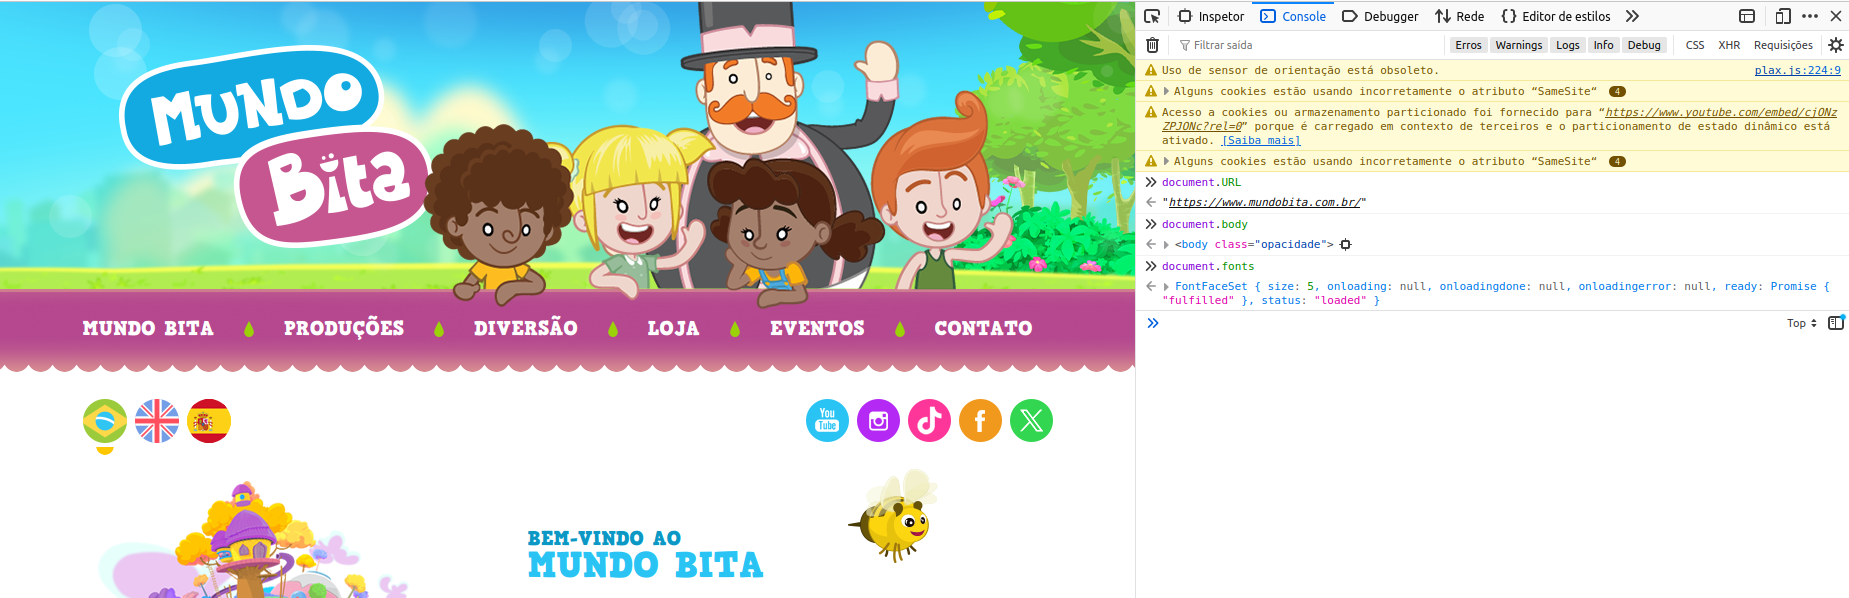 MUNDO
Bita
MUNDO BITA
PRODUÇÕES
DIVERSÃO
LOJA
EVENTOS
CONTATO
You
Tube
BEM-VINDO AO
MUNDO BITA
Inspetor
Console
Debugger
Rede
Editor de estilos
Filtrar saída
Erros
Warnings
Logs
Info
Debug
CSS
XHR
Requisições
Uso de sensor de orientação está obsoleto. plax.js:224:9
Alguns cookies estão usando incorretamente o atributo “SameSite“ 4
Acesso a cookies ou armazenamento particionado foi fornecido para “https://www.youtube.com/embed/cjONz
ZPJONc?rel=0” porque é carregado em contexto de terceiros e o particionamento de estado dinâmico está
ativado. [Saiba mais]
Alguns cookies estão usando incorretamente o atributo “SameSite“ 4
document.URL
"https://www.mundobita.com.br/"
document.body
<body class="opacidade">
document.fonts
FontFaceSet { size: 5, onloading: null, onloadingdone: null, onloadingerror: null, ready: Promise {
"fulfilled" }, status: "loaded" }
Top